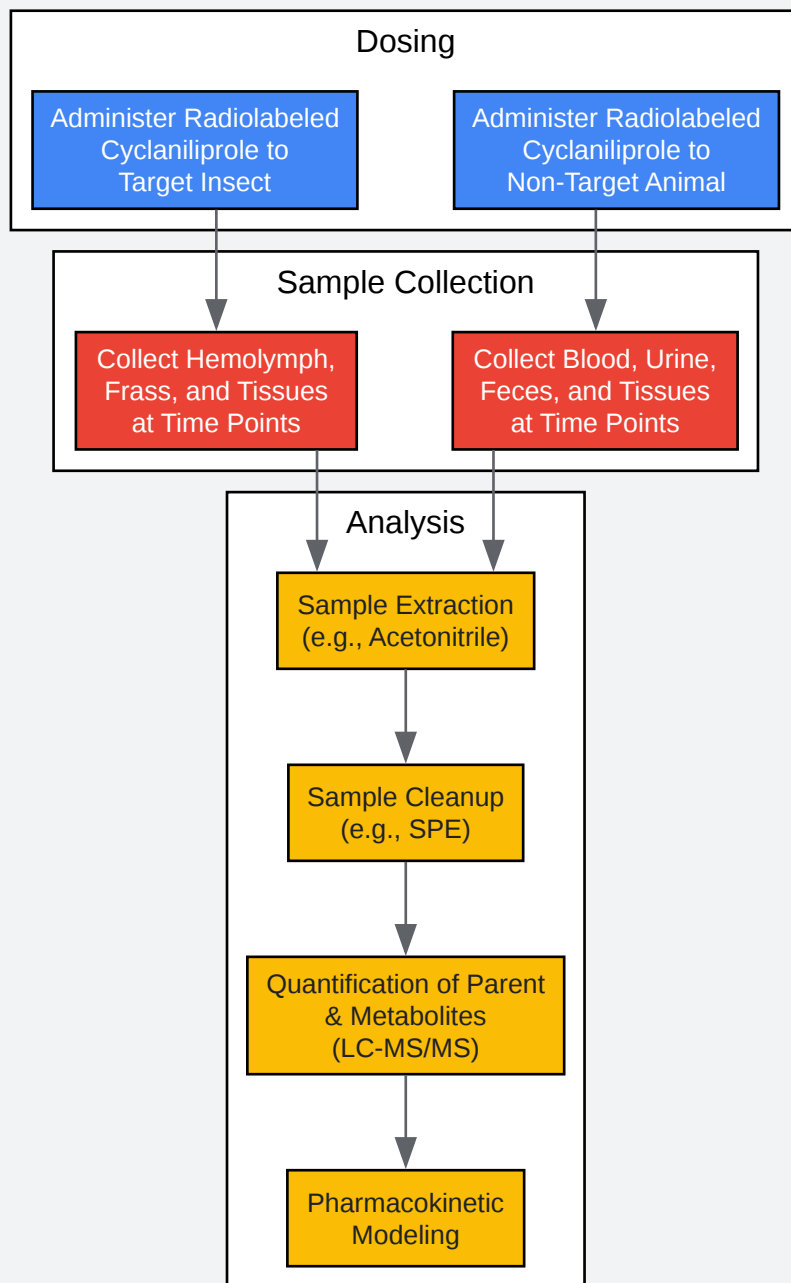 Dosing
Administer Radiolabeled
Cyclaniliprole to
Target Insect
Administer Radiolabeled
Cyclaniliprole to
Non-Target Animal
Sample Collection
Collect Hemolymph,
Frass, and Tissues
at Time Points
Collect Blood, Urine,
Feces, and Tissues
at Time Points
Analysis
Sample Extraction
(e.g., Acetonitrile)
Sample Cleanup
(e.g., SPE)
Quantification of Parent
& Metabolites
(LC-MS/MS)
Pharmacokinetic
Modeling